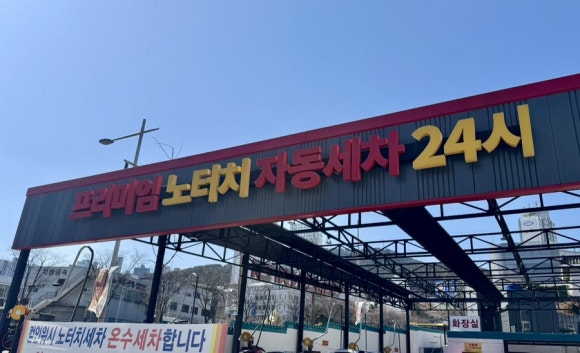 프리미엄 노터치 자동세차 24시
화장실
노터치세차 온수세차합니다